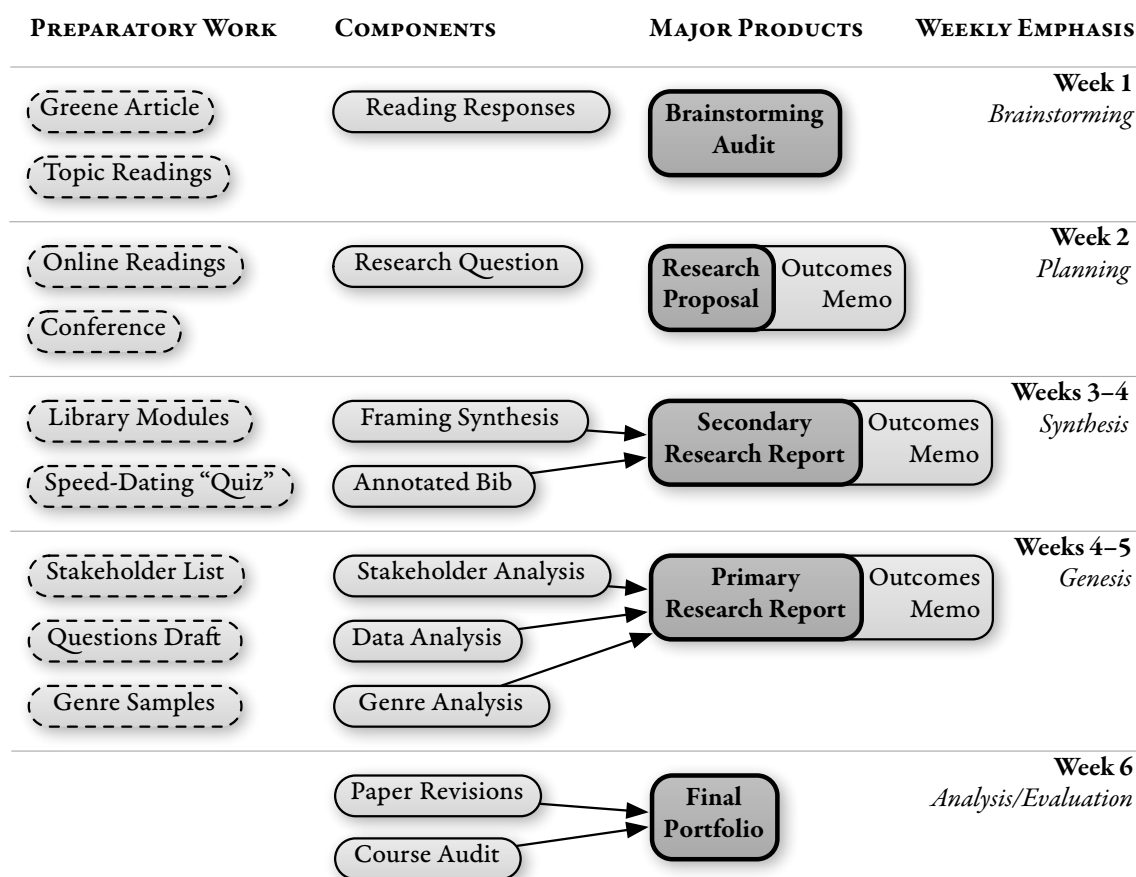 PREPARATORY WORK
COMPONENTS
MAJOR PRODUCTS
WEEKLY EMPHASIS
Greene Article
Topic Readings
Reading Responses
Brainstorming
Audit
Week 1
Brainstorming
Online Readings
Conference
Research Question
Research
Proposal
Outcomes
Memo
Week 2
Planning
Library Modules
Speed-Dating “Quiz”
Framing Synthesis
Annotated Bib
Secondary
Research Report
Outcomes
Memo
Weeks 3–4
Synthesis
Stakeholder List
Questions Draft
Genre Samples
Stakeholder Analysis
Data Analysis
Genre Analysis
Primary
Research Report
Outcomes
Memo
Weeks 4–5
Genesis
Paper Revisions
Course Audit
Final
Portfolio
Week 6
Analysis/Evaluation